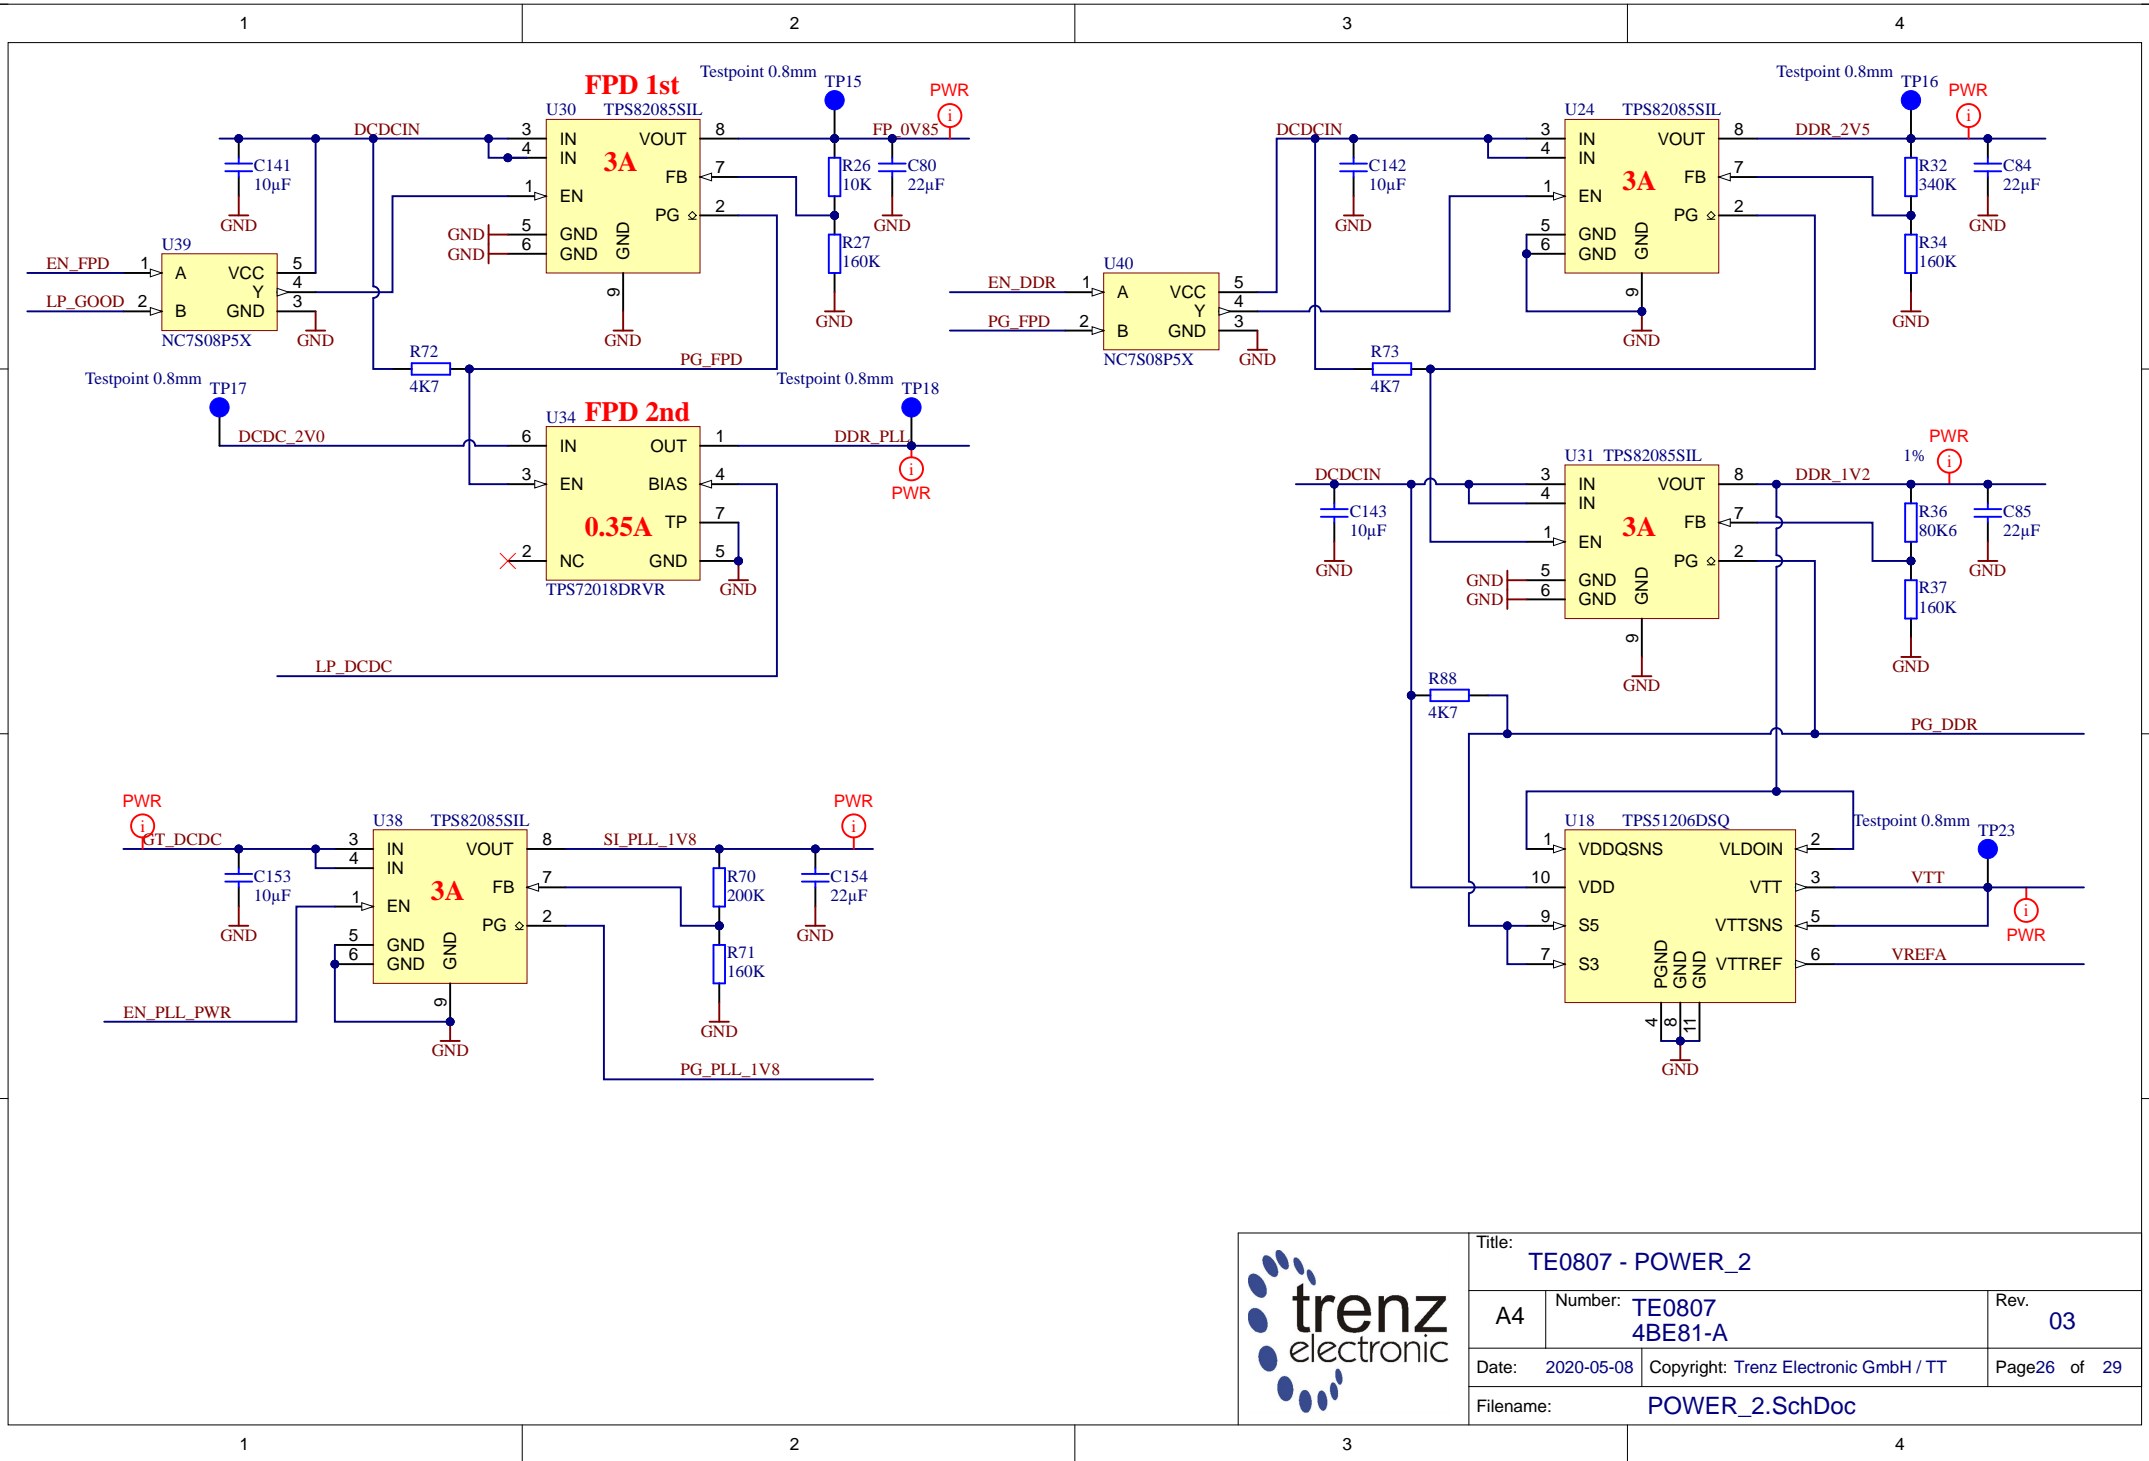 1 2 3 4
FPD 1st
Testpoint 0.8mm
TP15
PWR
U30 TPS82085SIL
DCDCIN
3 IN VOUT 8
4 IN
3A
FB 7
1 EN
PG 2
GND 5 GND
GND 6 GND
GND
9
GND
FP_0V85
C141
10µF
GND
R26
10K
C80
22µF
GND
R27
160K
GND
U39
EN_FPD 1 A VCC 5
Y 4
LP_GOOD 2 B GND 3
NC7S08P5X
GND
R72
4K7
PG_FPD
Testpoint 0.8mm
TP17
DCDC_2V0
U34 FPD 2nd
6 IN OUT 1
3 EN BIAS 4
0.35A TP 7
2 NC GND 5
TPS72018DRVR
GND
Testpoint 0.8mm
TP18
DDR_PLL
PWR
LP_DCDC
PWR
GT_DCDC
C153
10µF
GND
U38 TPS82085SIL
3 IN VOUT 8
4 IN
3A
FB 7
1 EN
PG 2
5 GND
6 GND
GND
9
GND
EN_PLL_PWR
SI_PLL_1V8
PWR
R70
200K
C154
22µF
GND
R71
160K
GND
PG_PLL_1V8
Testpoint 0.8mm
TP16
PWR
U24 TPS82085SIL
DCDCIN
3 IN VOUT 8
4 IN
3A
FB 7
1 EN
PG 2
5 GND
6 GND
GND
9
GND
DDR_2V5
C142
10µF
GND
R32
340K
C84
22µF
GND
R34
160K
GND
U40
EN_DDR 1 A VCC 5
Y 4
PG_FPD 2 B GND 3
NC7S08P5X
GND
R73
4K7
U31 TPS82085SIL
DCDCIN
3 IN VOUT 8
4 IN
3A
FB 7
1 EN
PG 2
GND 5 GND
GND 6 GND
GND
9
GND
DDR_1V2
1%
PWR
C143
10µF
GND
R36
80K6
C85
22µF
GND
R37
160K
GND
R88
4K7
PG_DDR
U18 TPS51206DSQ
1 VDDQSNS VLDOIN 2
10 VDD VTT 3
9 S5 VTTSNS 5
7 S3 VTTREF 6
PGND GND GND
4 8 11
GND
Testpoint 0.8mm
TP23
VTT
PWR
VREFA
trenz
electronic
Title:
TE0807 - POWER_2
A4
Number: TE0807
4BE81-A
Rev.
03
Date: 2020-05-08
Copyright: Trenz Electronic GmbH / TT
Page26 of 29
Filename: POWER_2.SchDoc
1 2 3 4